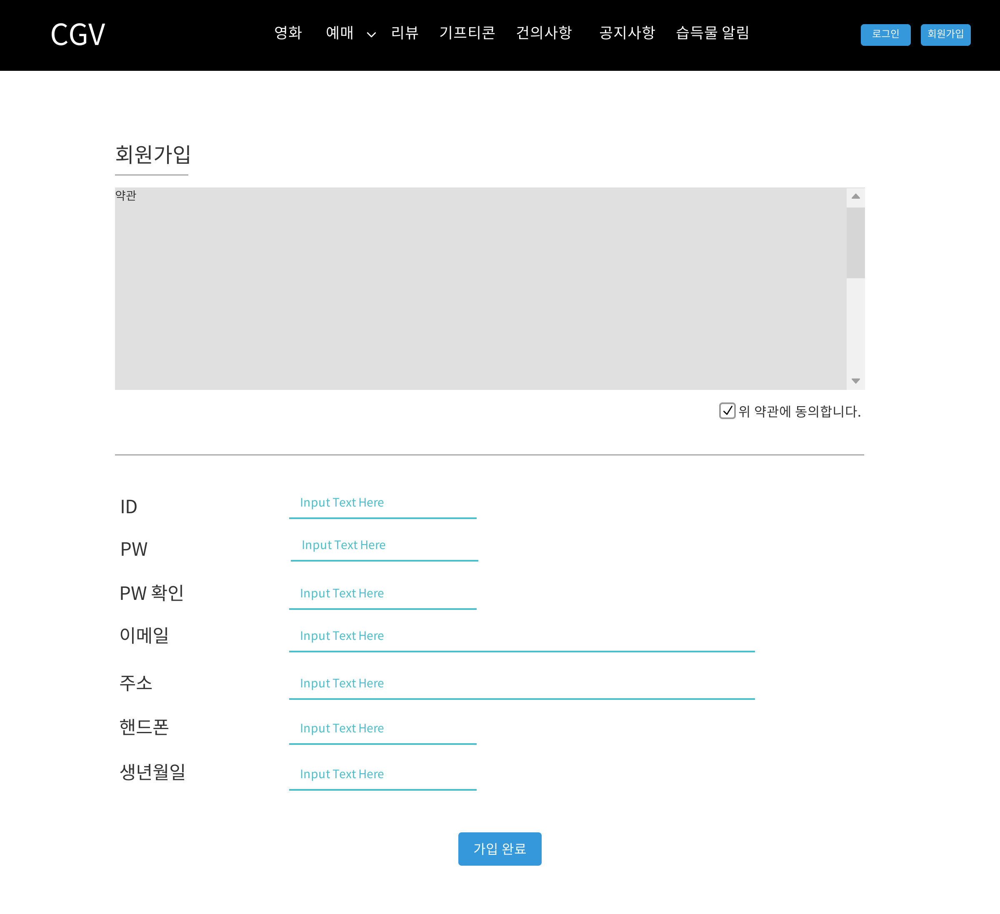 CGV 영화 예매 리뷰 기프티콘 건의사항 공지사항 습득물 알림 로그인 회원가입
회원가입
약관
위 약관에 동의합니다.
ID Input Text Here
PW Input Text Here
PW 확인 Input Text Here
이메일 Input Text Here
주소 Input Text Here
핸드폰 Input Text Here
생년월일 Input Text Here
가입 완료